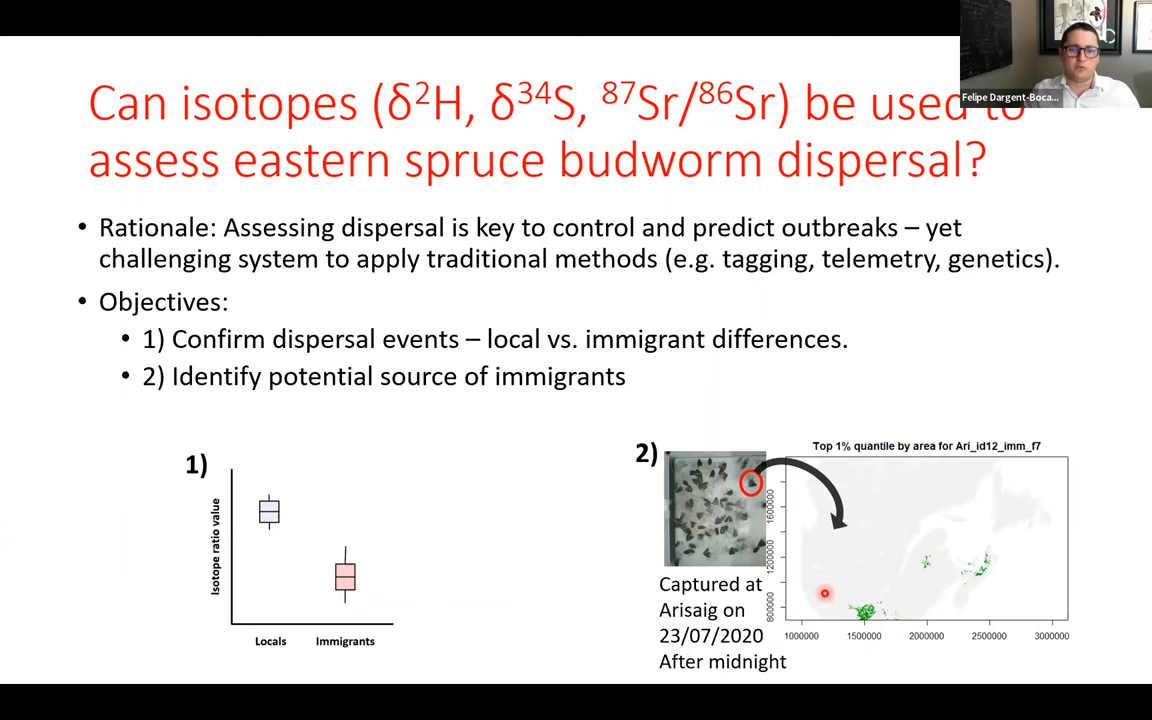 Felipe Dargent-Boca...
Can isotopes (δ²H, δ³⁴S, ⁸⁷Sr/⁸⁶Sr) be used to
assess eastern spruce budworm dispersal?
• Rationale: Assessing dispersal is key to control and predict outbreaks – yet
challenging system to apply traditional methods (e.g. tagging, telemetry, genetics).
• Objectives:
• 1) Confirm dispersal events – local vs. immigrant differences.
• 2) Identify potential source of immigrants
1)
Isotope ratio value
Locals Immigrants
2)
Captured at
Arisaig on
23/07/2020
After midnight
Top 1% quantile by area for Ari_id12_imm_f7
1600000
1200000
800000
1000000 1500000 2000000 2500000 3000000